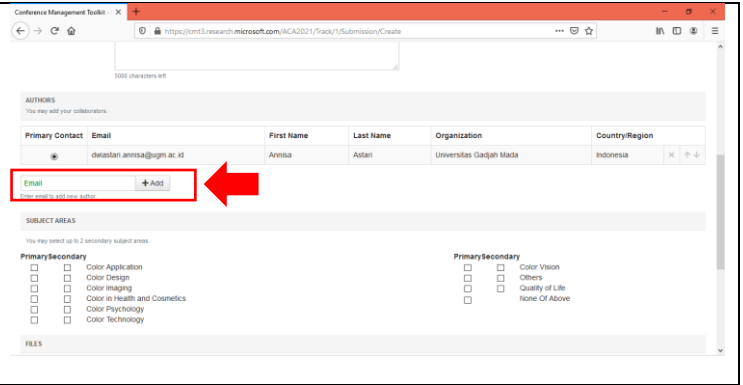 Conference Management Toolkit -
https://cmt3.research.microsoft.com/ACA2021/Track/1/Submission/Create
5000 characters left
AUTHORS
You may add your collaborators.
Primary Contact Email First Name Last Name Organization Country/Region
dwiastari.annisa@ugm.ac.id Annisa Astari Universitas Gadjah Mada Indonesia
Email + Add
Enter email to add new author.
SUBJECT AREAS
You may select up to 2 secondary subject areas.
PrimarySecondary
Color Application
Color Design
Color Imaging
Color in Health and Cosmetics
Color Psychology
Color Technology
PrimarySecondary
Color Vision
Others
Quality of Life
None Of Above
FILES